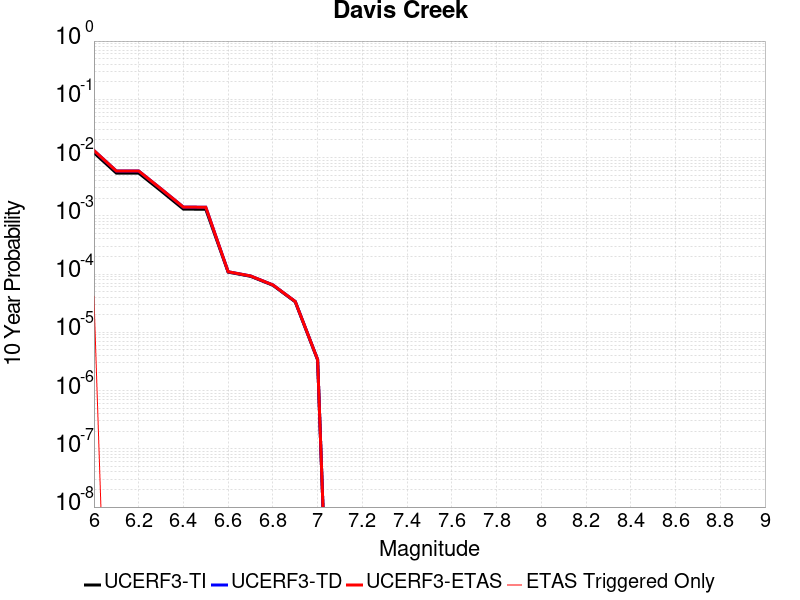 Davis Creek
10 Year Probability
10^0
10^-1
10^-2
10^-3
10^-4
10^-5
10^-6
10^-7
10^-8
6 6.2 6.4 6.6 6.8 7 7.2 7.4 7.6 7.8 8 8.2 8.4 8.6 8.8 9
Magnitude
UCERF3-TI UCERF3-TD UCERF3-ETAS ETAS Triggered Only